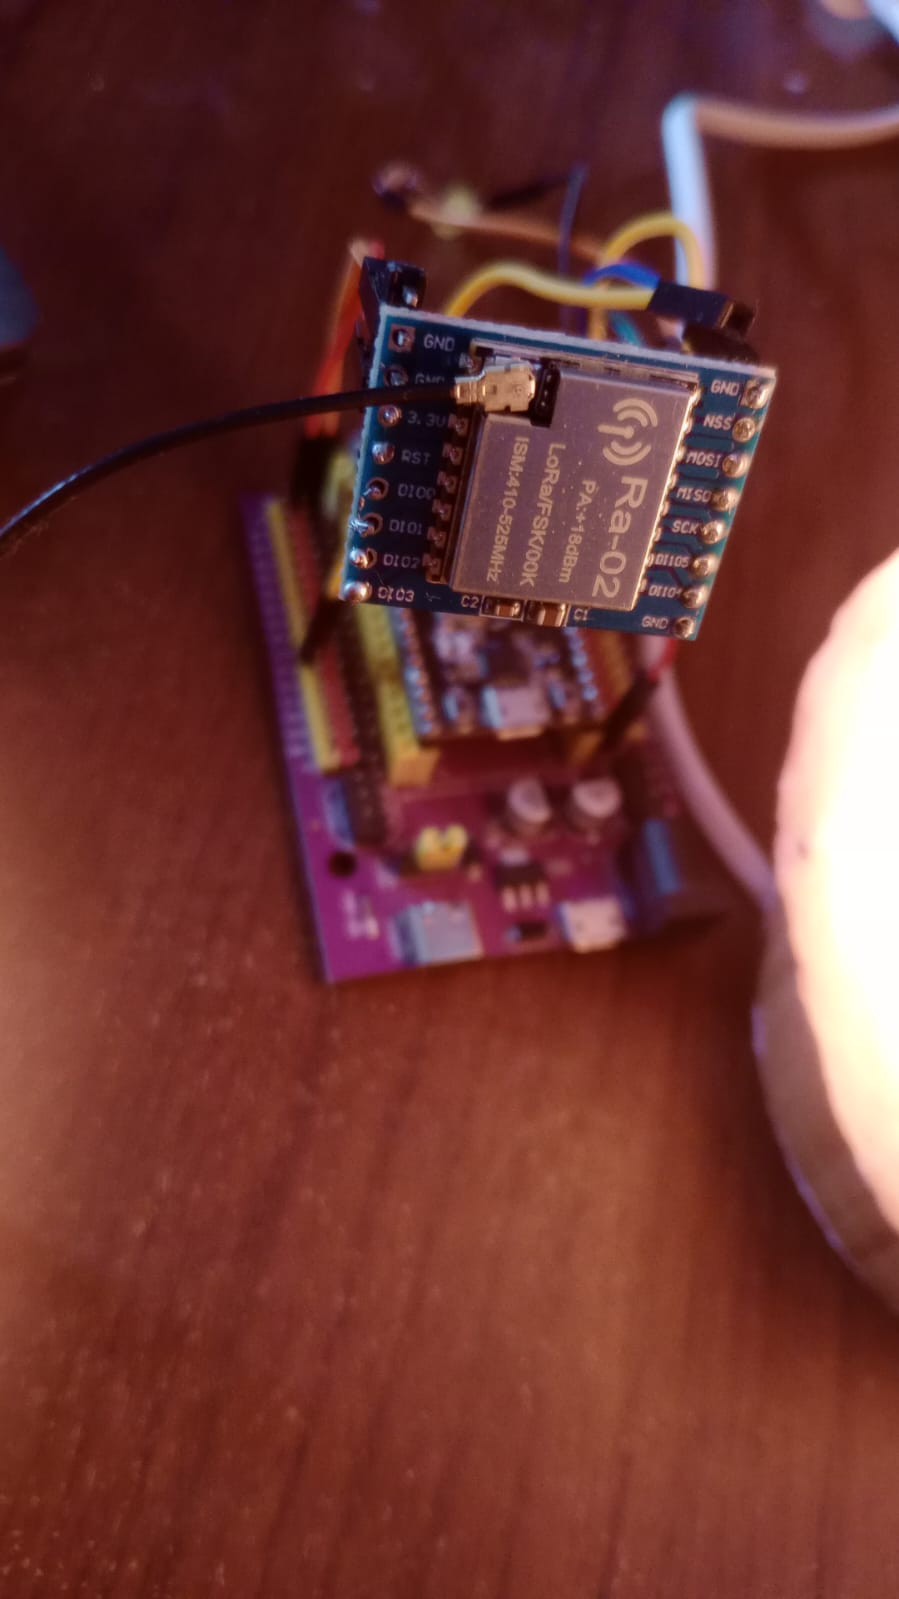 GND
GND
3.3V
RST
DIO0
DIO1
DIO2
DIO3
Ra-02
PA:+18dBm
LoRa/FSK/OOK
ISM:410-525MHz
C2
C1
GND
NSS
MOSI
MISO
SCK
DIO5
DIO4
GND